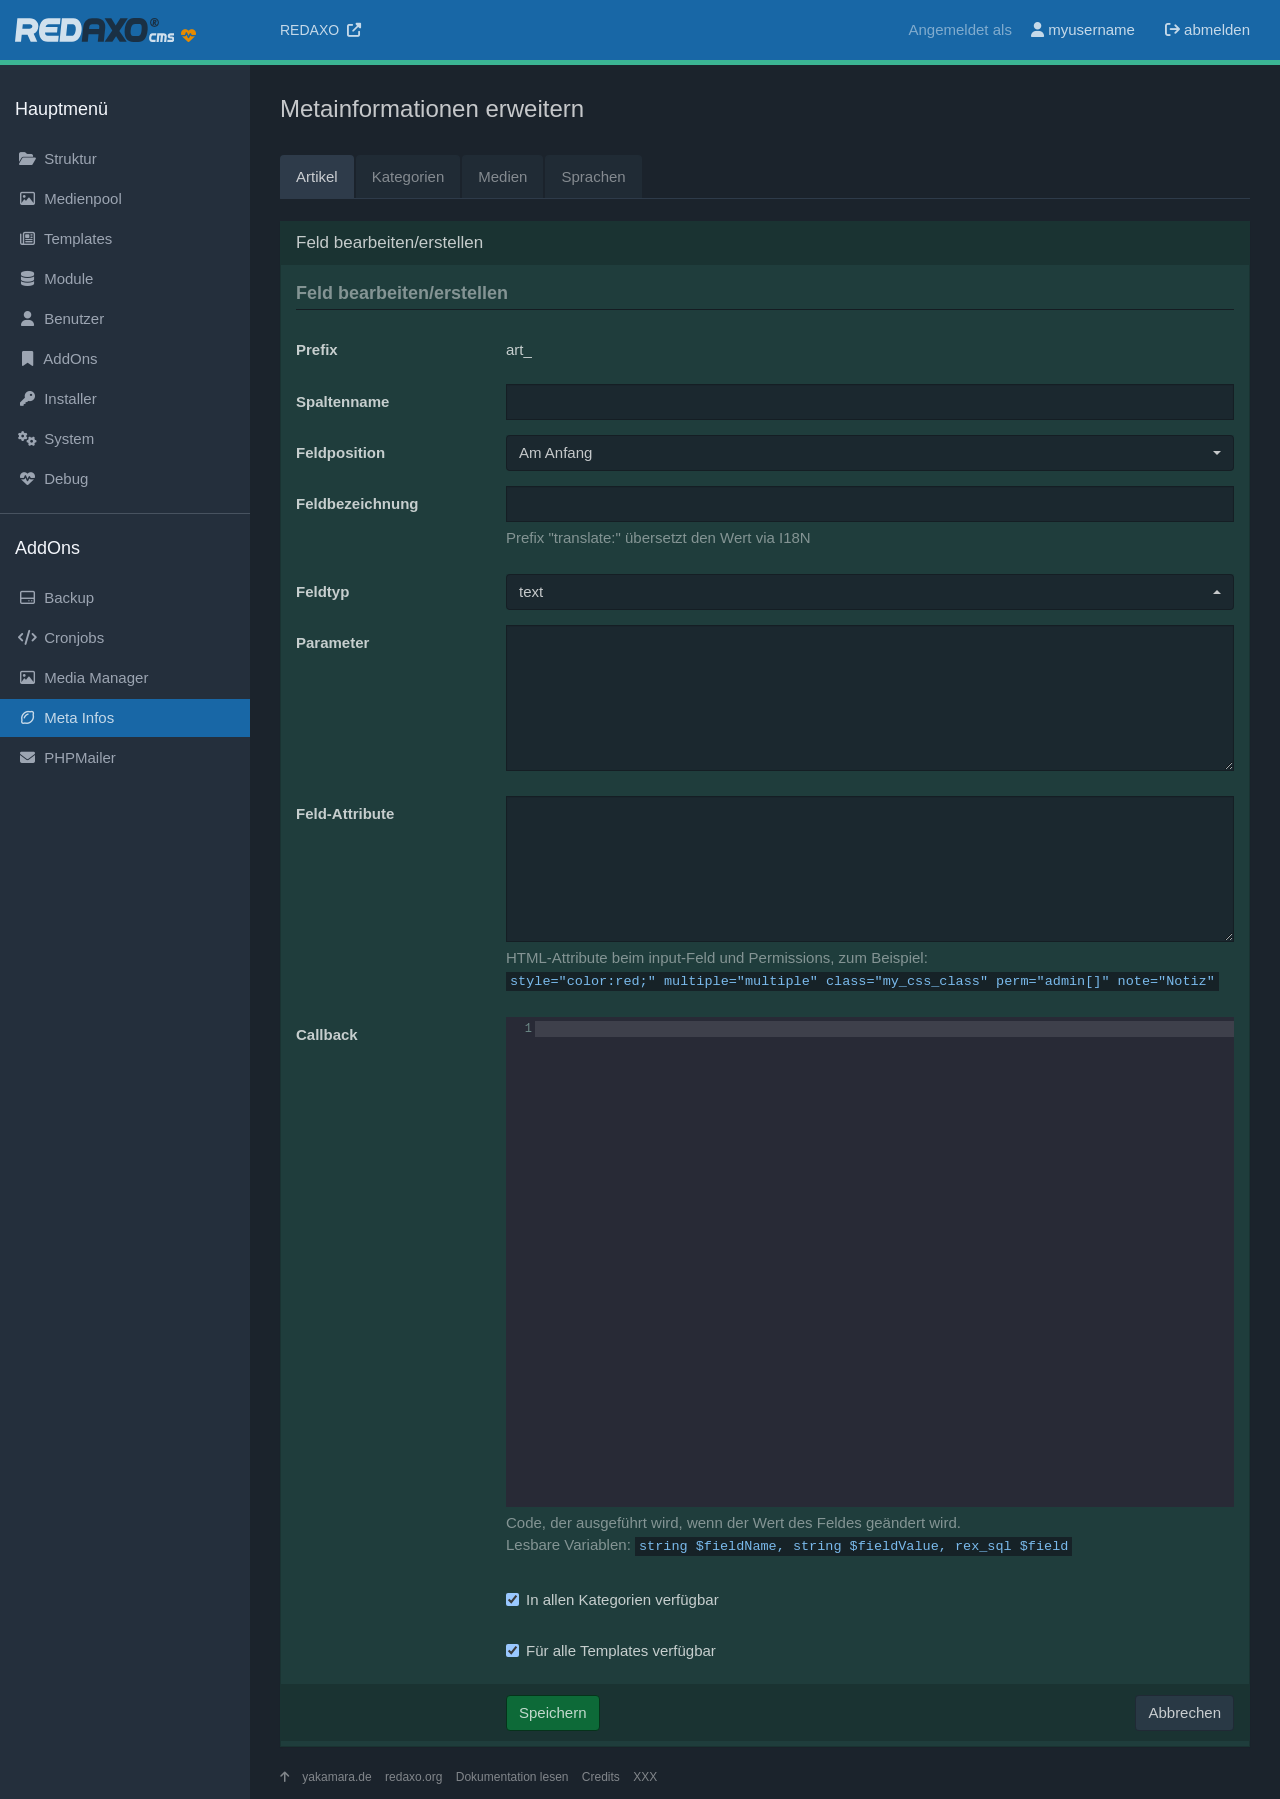 REDAXO® cms
REDAXO
Angemeldet als myusername abmelden
Hauptmenü
Struktur
Medienpool
Templates
Module
Benutzer
AddOns
Installer
System
Debug
AddOns
Backup
Cronjobs
Media Manager
Meta Infos
PHPMailer
Metainformationen erweitern
Artikel Kategorien Medien Sprachen
Feld bearbeiten/erstellen
Feld bearbeiten/erstellen
Prefix art_
Spaltenname
Feldposition Am Anfang
Feldbezeichnung
Prefix "translate:" übersetzt den Wert via I18N
Feldtyp text
Parameter
Feld-Attribute
HTML-Attribute beim input-Feld und Permissions, zum Beispiel:
style="color:red;" multiple="multiple" class="my_css_class" perm="admin[]" note="Notiz"
Callback 1
Code, der ausgeführt wird, wenn der Wert des Feldes geändert wird.
Lesbare Variablen: string $fieldName, string $fieldValue, rex_sql $field
In allen Kategorien verfügbar
Für alle Templates verfügbar
Speichern Abbrechen
yakamara.de redaxo.org Dokumentation lesen Credits XXX